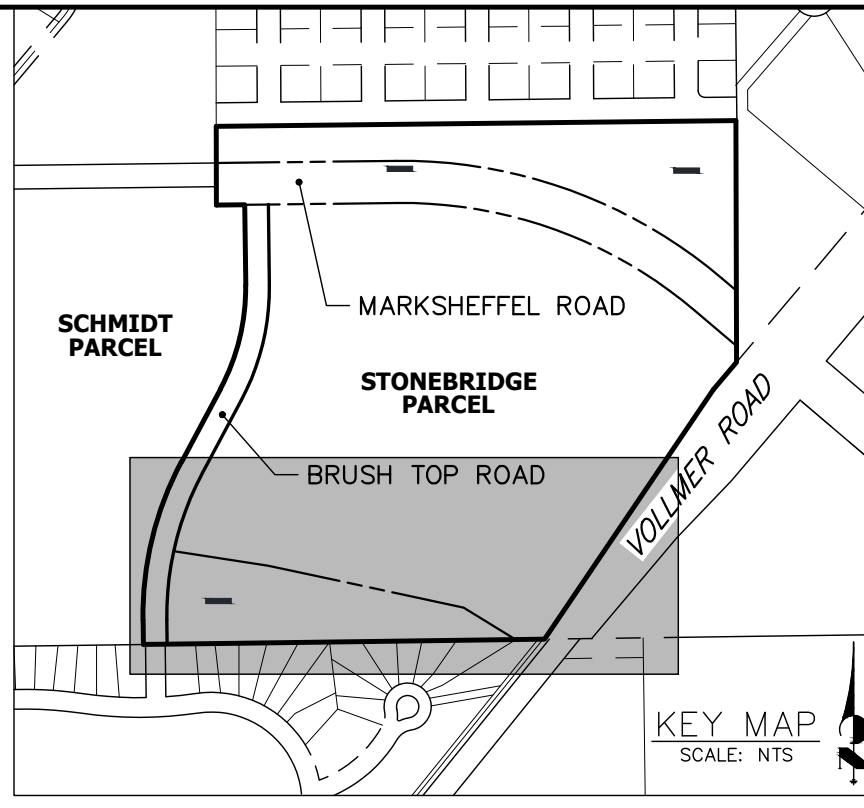 MARKSHEFFEL ROAD
SCHMIDT
PARCEL
STONEBRIDGE
PARCEL
BRUSH TOP ROAD
VOLLMER ROAD
KEY MAP
SCALE: NTS